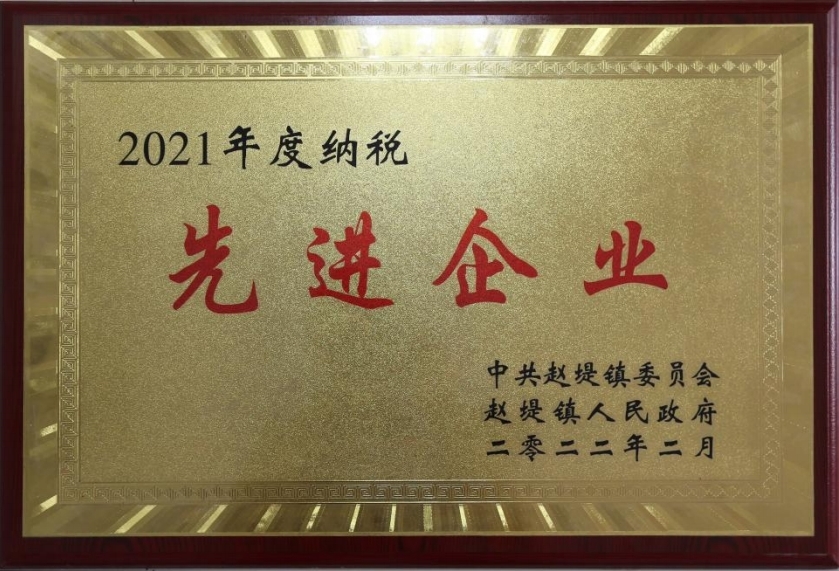 2021年度纳税
先进企业
中共赵堤镇委员会
赵堤镇人民政府
二零二二年二月